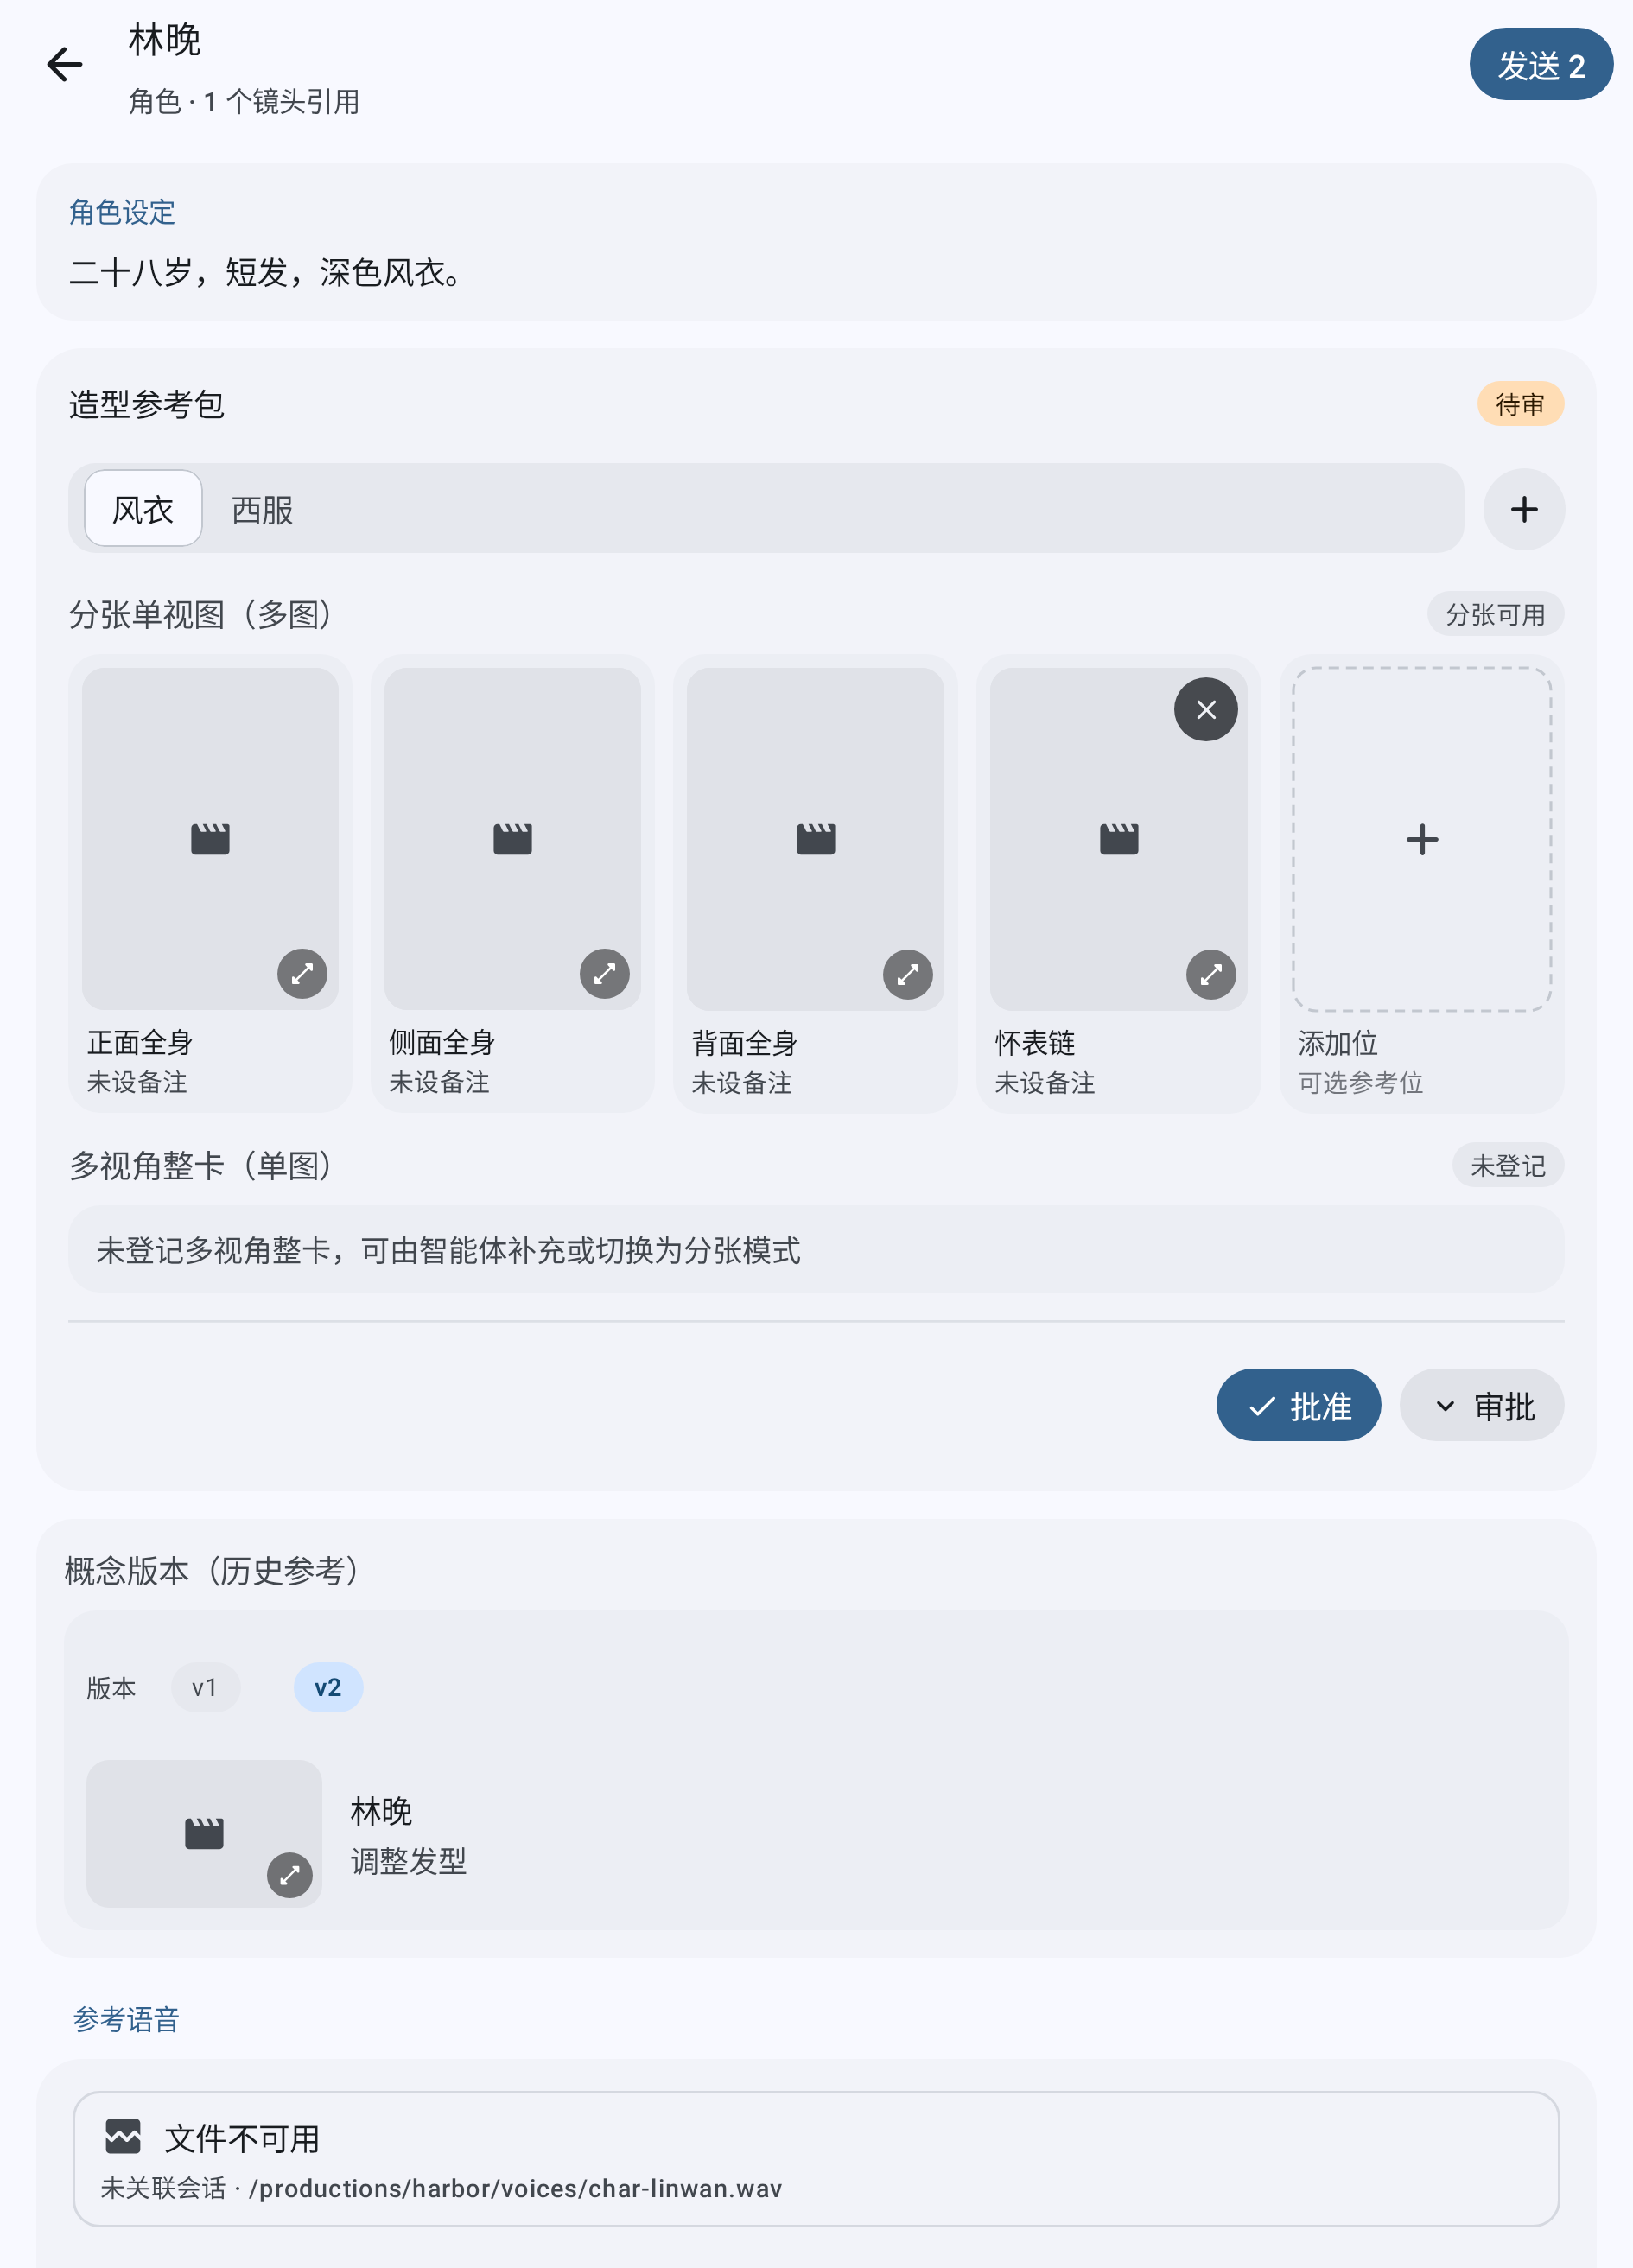 林晚
角色 · 1 个镜头引用
发送 2
角色设定
二十八岁，短发，深色风衣。
造型参考包
待审
风衣
西服
分张单视图（多图）
分张可用
正面全身
未设备注
侧面全身
未设备注
背面全身
未设备注
怀表链
未设备注
添加位
可选参考位
多视角整卡（单图）
未登记
未登记多视角整卡，可由智能体补充或切换为分张模式
批准
审批
概念版本（历史参考）
版本
v1
v2
林晚
调整发型
参考语音
文件不可用
未关联会话 · /productions/harbor/voices/char-linwan.wav